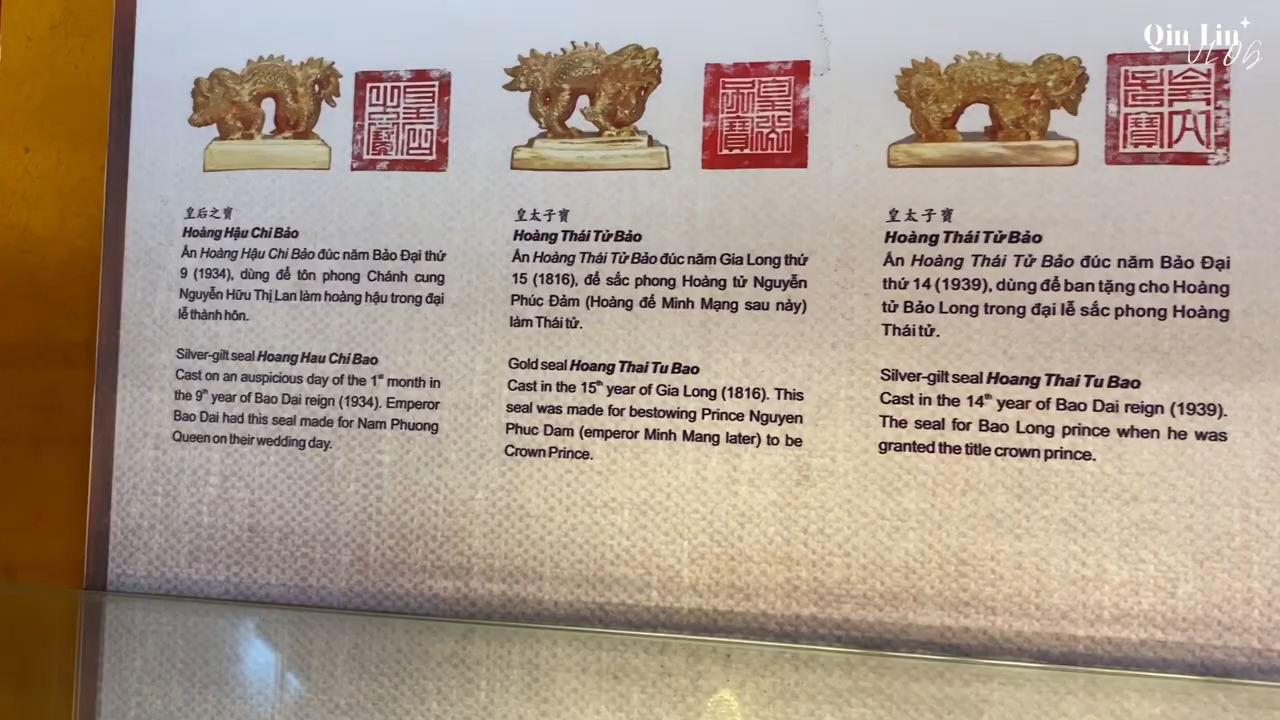 Qin Lin
VLOG
皇后之寶
Hoàng Hậu Chi Bảo
Ấn Hoàng Hậu Chi Bảo đúc năm Bảo Đại thứ
9 (1934), dùng để tôn phong Chánh cung
Nguyễn Hữu Thị Lan làm hoàng hậu trong đại
lễ thành hôn.
Silver-gilt seal Hoang Hau Chi Bao
Cast on an auspicious day of the 1st month in
the 9th year of Bao Dai reign (1934). Emperor
Bao Dai had this seal made for Nam Phuong
Queen on their wedding day.
皇太子寶
Hoàng Thái Tử Bảo
Ấn Hoàng Thái Tử Bảo đúc năm Gia Long thứ
15 (1816), để sắc phong Hoàng tử Nguyễn
Phúc Đảm (Hoàng đế Minh Mạng sau này)
làm Thái tử.
Gold seal Hoang Thai Tu Bao
Cast in the 15th year of Gia Long (1816). This
seal was made for bestowing Prince Nguyen
Phuc Dam (emperor Minh Mang later) to be
Crown Prince.
皇太子寶
Hoàng Thái Tử Bảo
Ấn Hoàng Thái Tử Bảo đúc năm Bảo Đại
thứ 14 (1939), dùng để ban tặng cho Hoàng
tử Bảo Long trong đại lễ sắc phong Hoàng
Thái tử.
Silver-gilt seal Hoang Thai Tu Bao
Cast in the 14th year of Bao Dai reign (1939).
The seal for Bao Long prince when he was
granted the title crown prince.